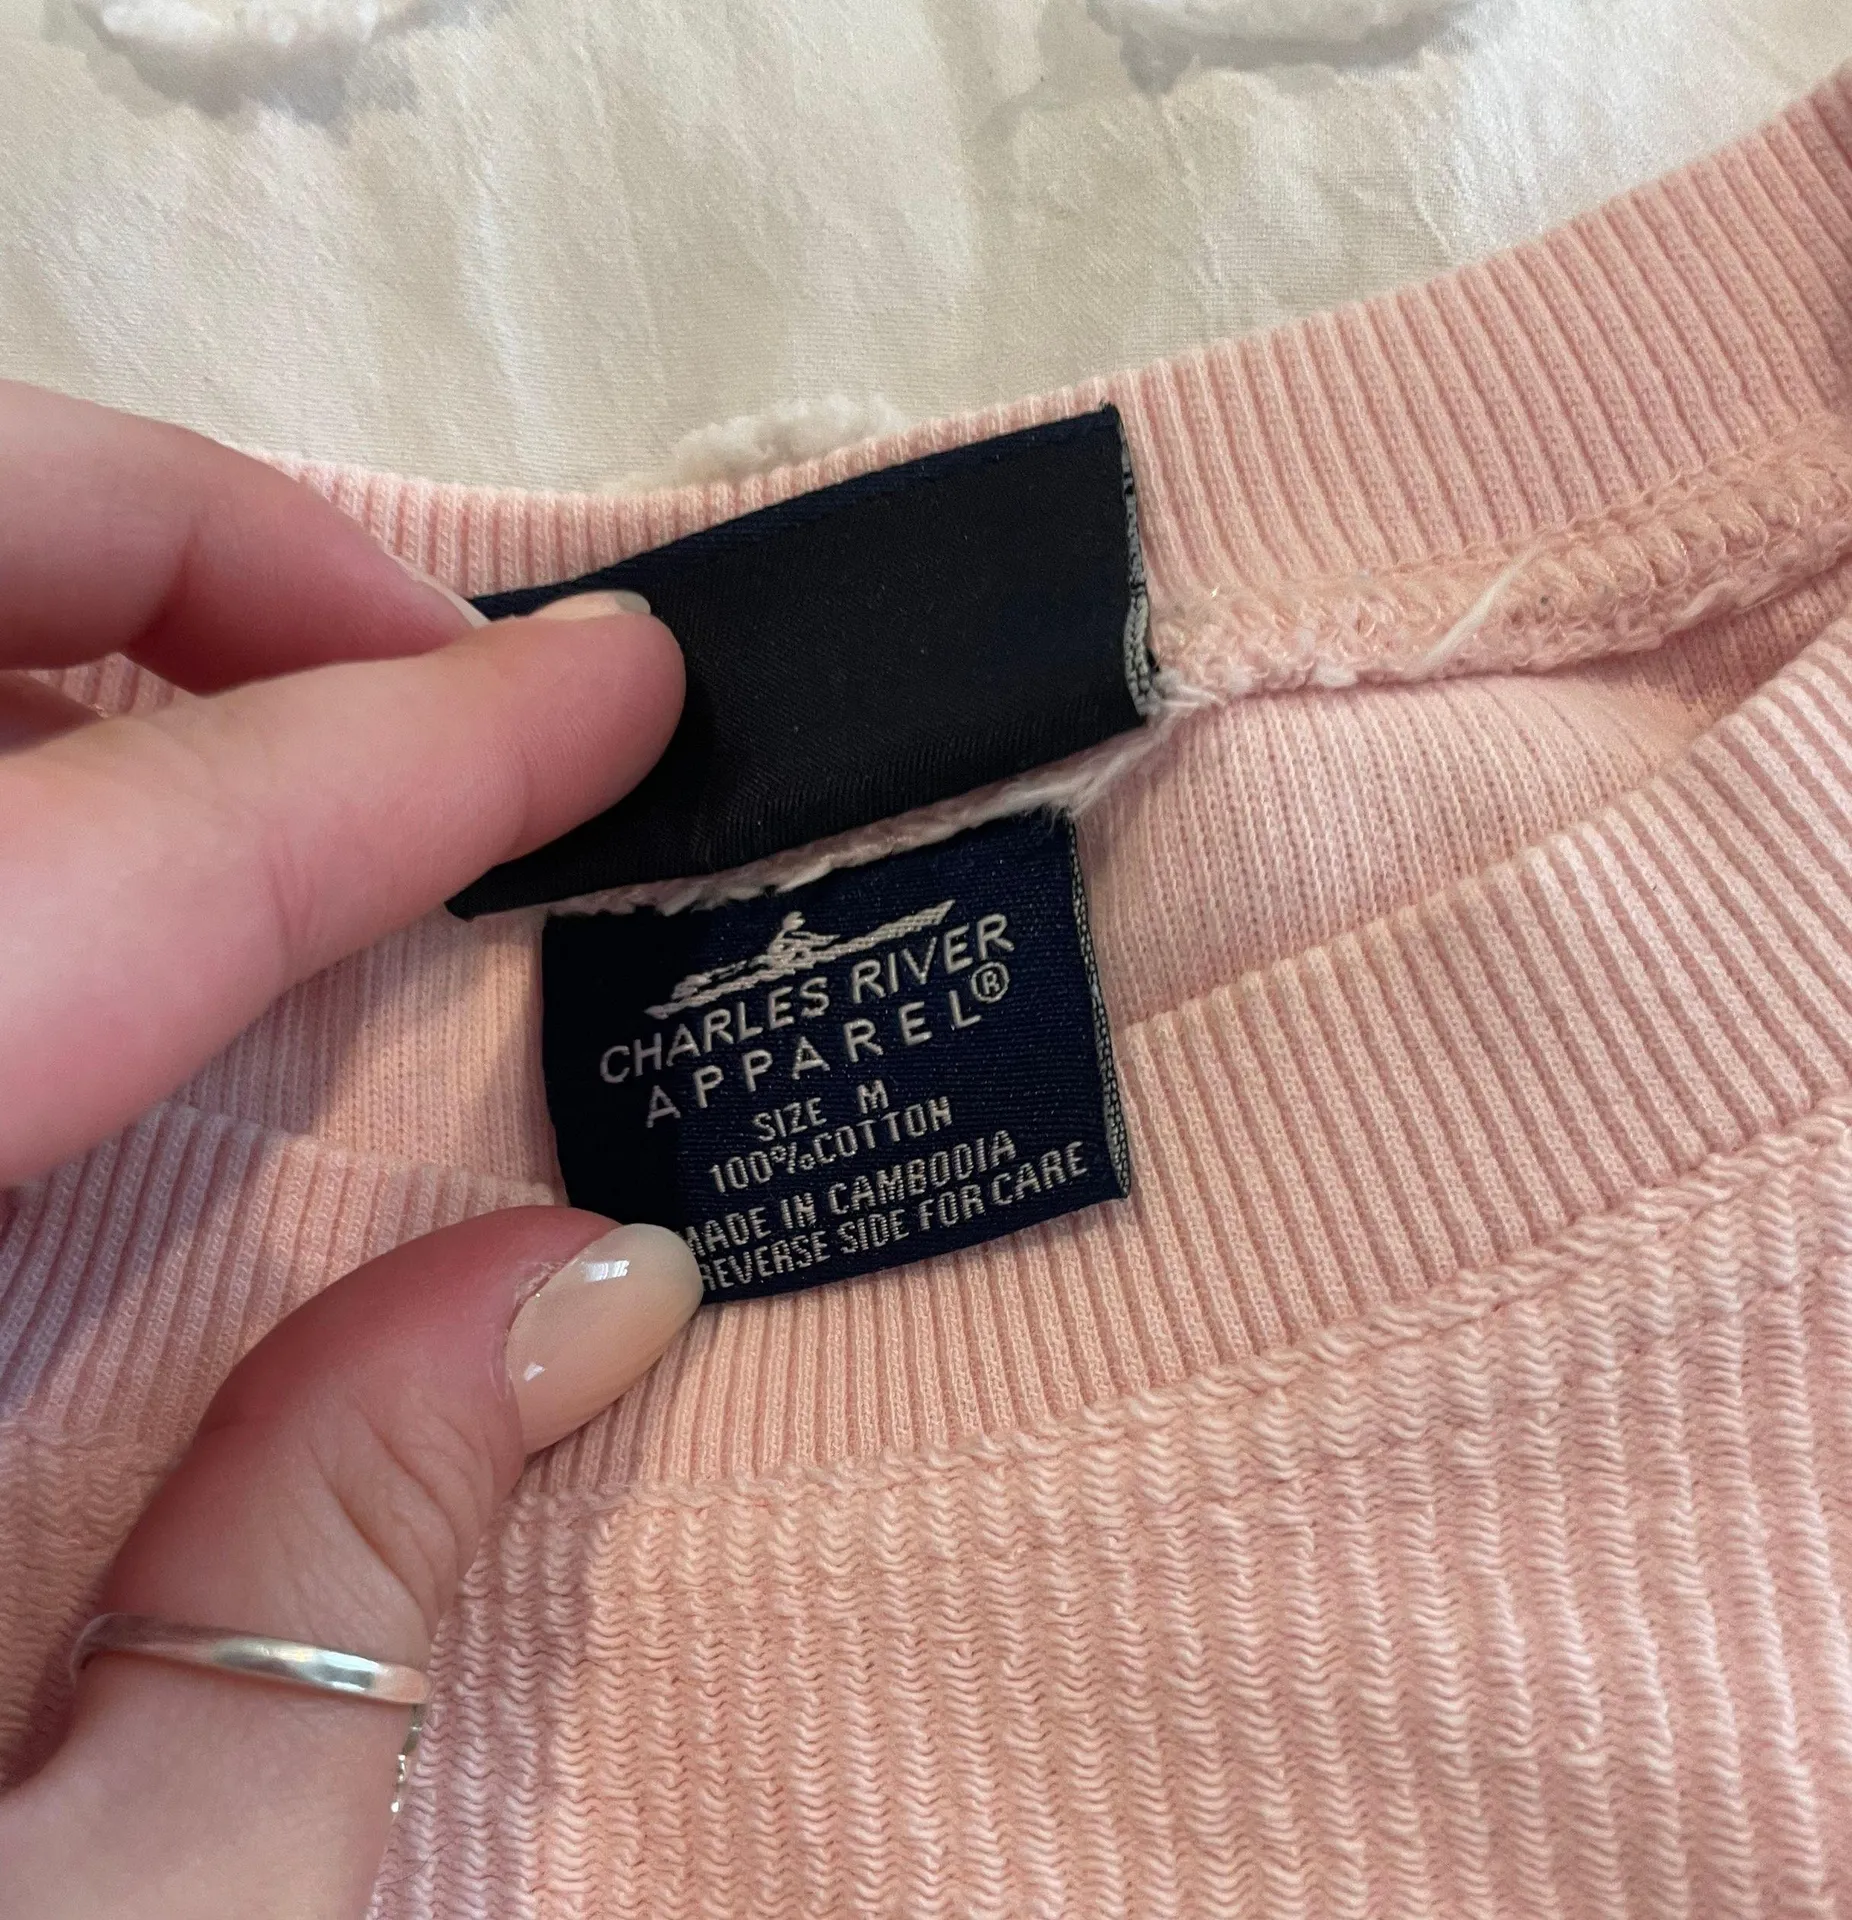 CHARLES RIVER
APPAREL®
SIZE M
100%COTTON
MADE IN CAMBODIA
REVERSE SIDE FOR CARE